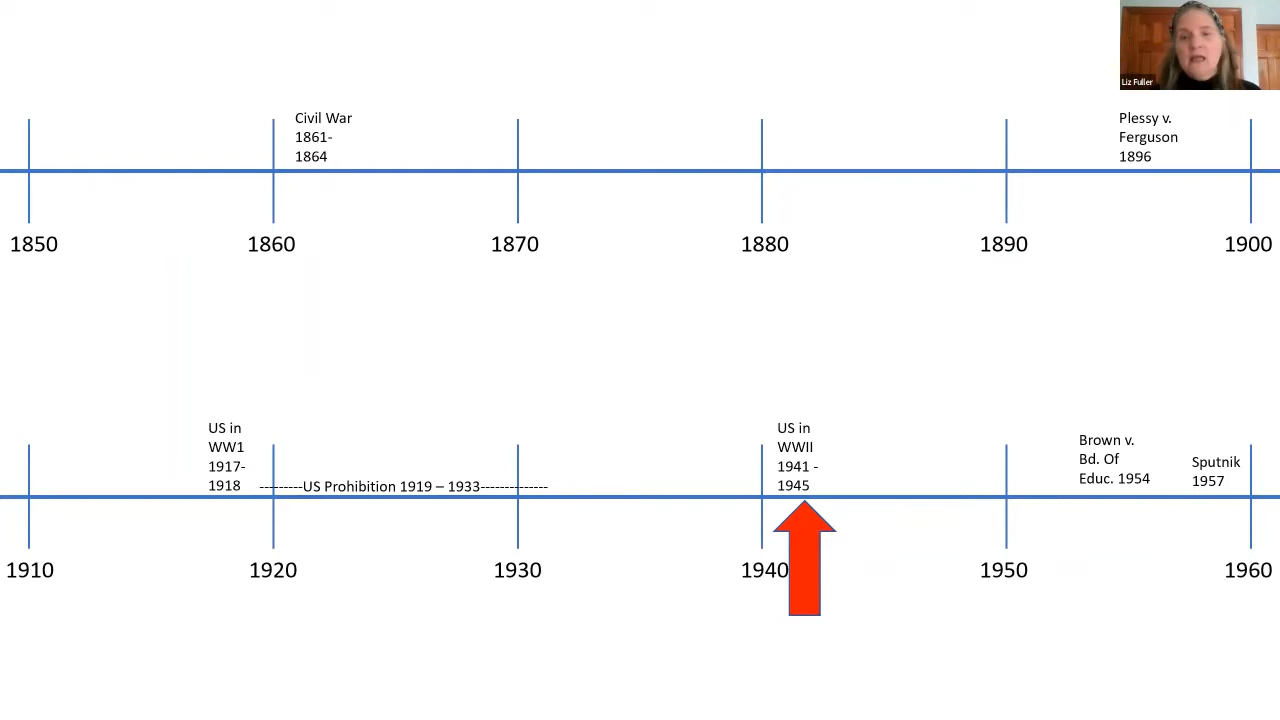 Liz Fuller
Civil War
1861-
1864
Plessy v.
Ferguson
1896
1850
1860
1870
1880
1890
1900
US in
WW1
1917-
1918
---------US Prohibition 1919 – 1933--------------
US in
WWII
1941 -
1945
Brown v.
Bd. Of
Educ. 1954
Sputnik
1957
1910
1920
1930
1940
1950
1960